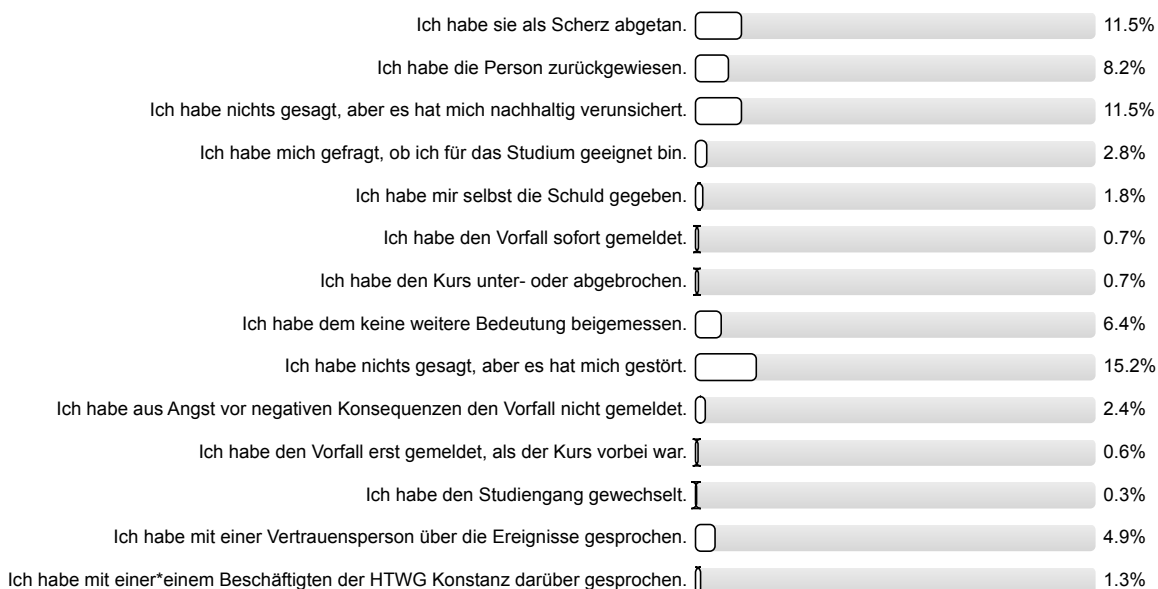 Ich habe sie als Scherz abgetan. 11.5%
Ich habe die Person zurückgewiesen. 8.2%
Ich habe nichts gesagt, aber es hat mich nachhaltig verunsichert. 11.5%
Ich habe mich gefragt, ob ich für das Studium geeignet bin. 2.8%
Ich habe mir selbst die Schuld gegeben. 1.8%
Ich habe den Vorfall sofort gemeldet. 0.7%
Ich habe den Kurs unter- oder abgebrochen. 0.7%
Ich habe dem keine weitere Bedeutung beigemessen. 6.4%
Ich habe nichts gesagt, aber es hat mich gestört. 15.2%
Ich habe aus Angst vor negativen Konsequenzen den Vorfall nicht gemeldet. 2.4%
Ich habe den Vorfall erst gemeldet, als der Kurs vorbei war. 0.6%
Ich habe den Studiengang gewechselt. 0.3%
Ich habe mit einer Vertrauensperson über die Ereignisse gesprochen. 4.9%
Ich habe mit einer*einem Beschäftigten der HTWG Konstanz darüber gesprochen. 1.3%